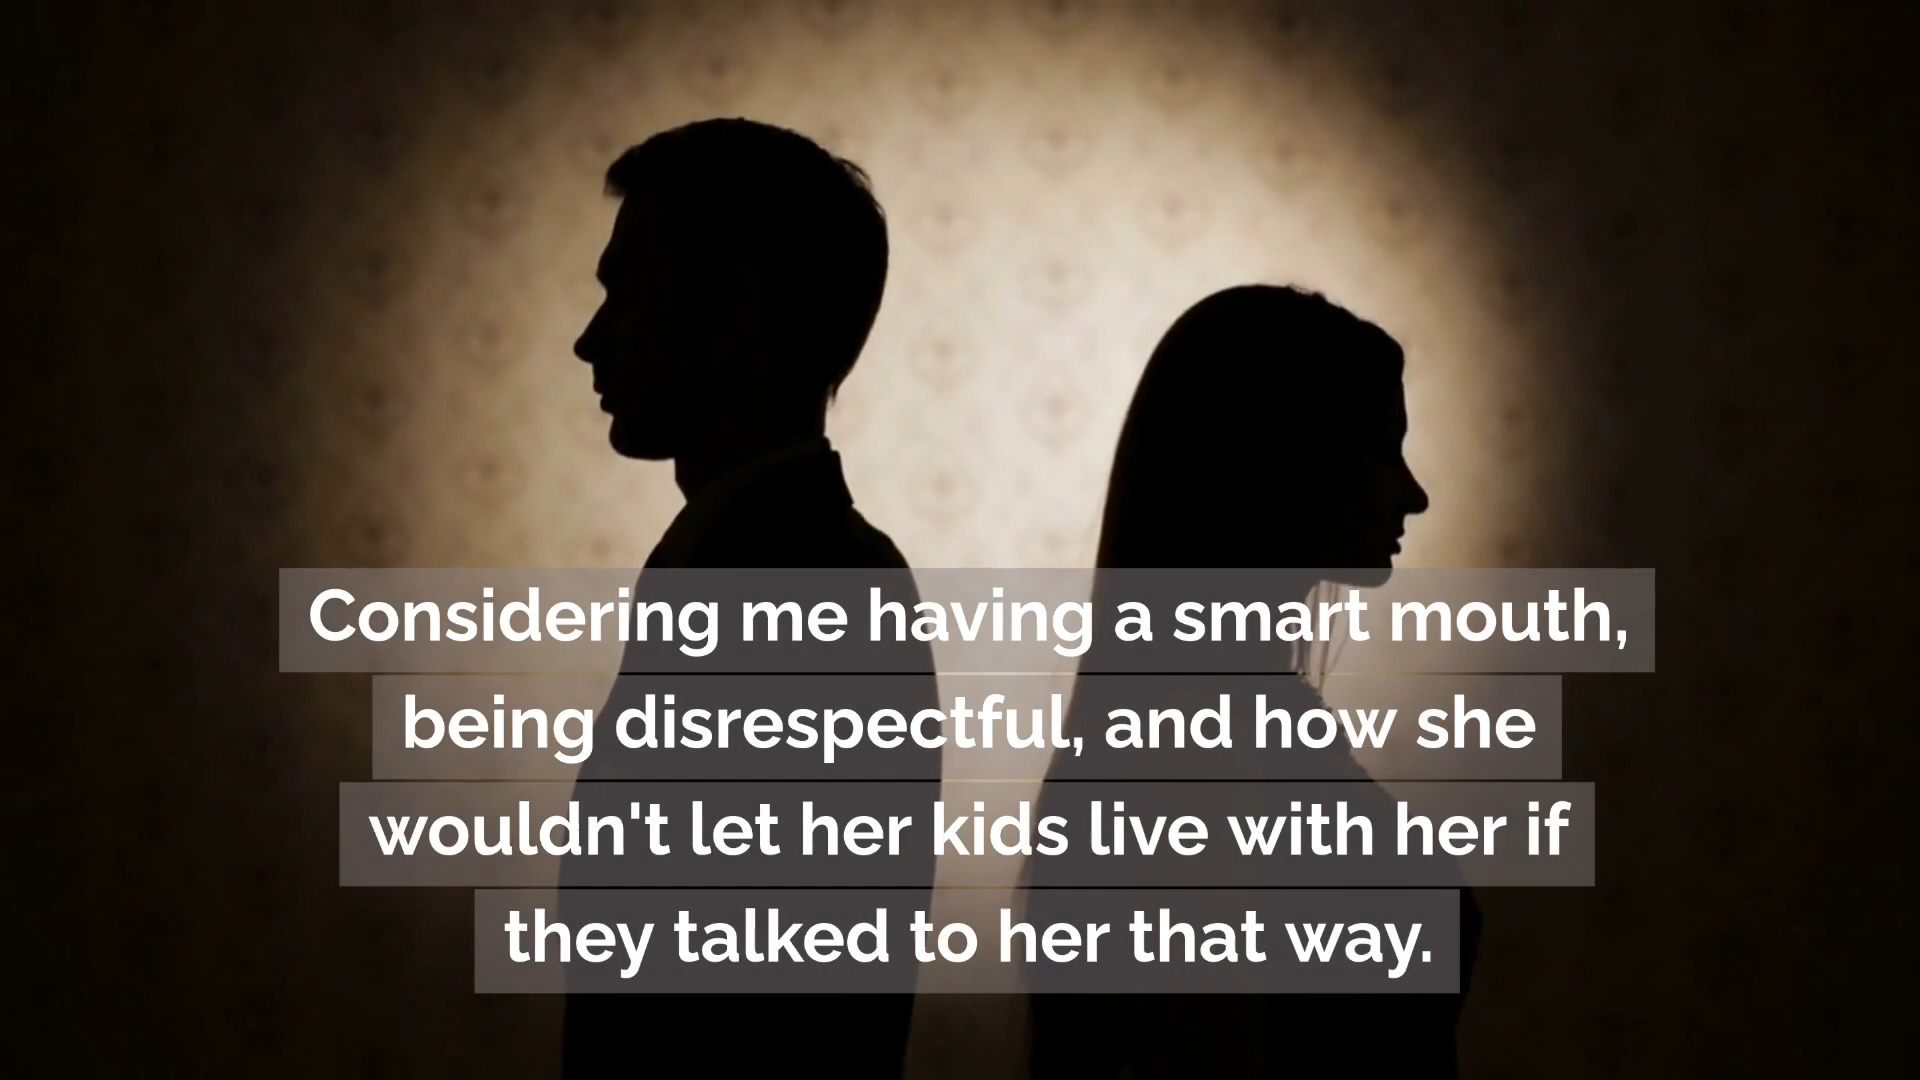 Considering me having a smart mouth,
being disrespectful, and how she
wouldn't let her kids live with her if
they talked to her that way.